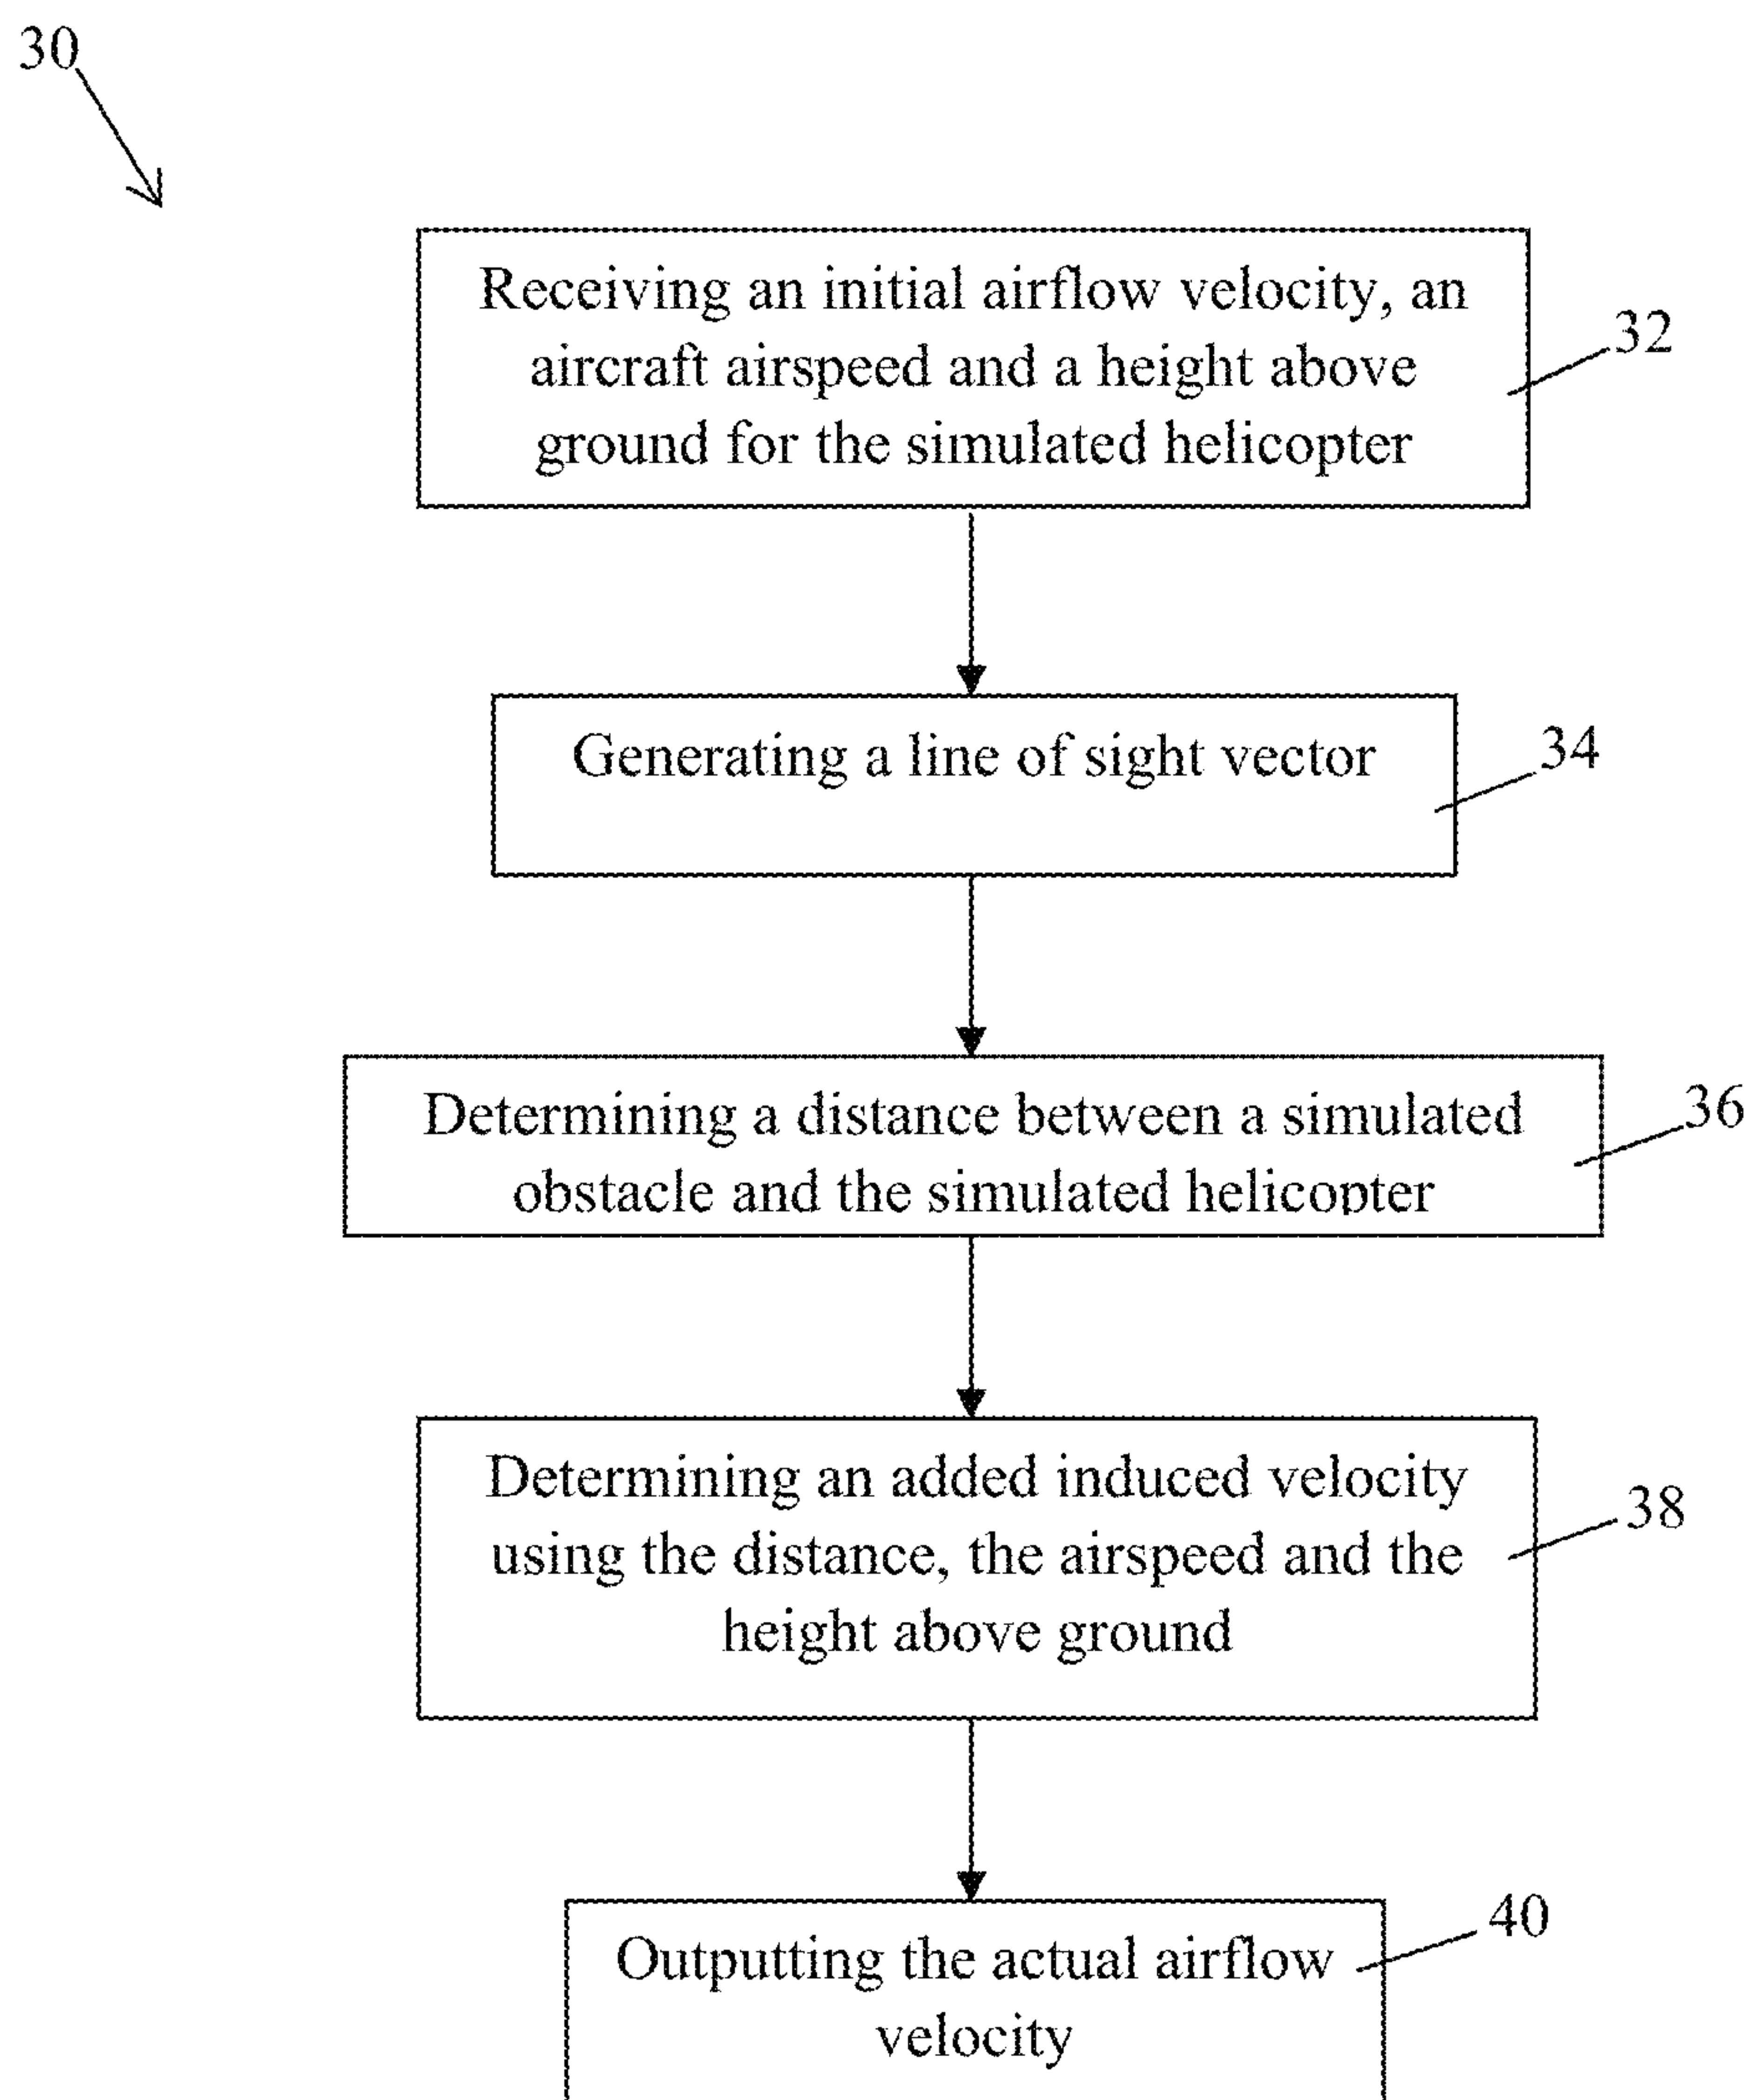 30
Receiving an initial airflow velocity, an
aircraft airspeed and a height above
ground for the simulated helicopter
32
Generating a line of sight vector
34
Determining a distance between a simulated
obstacle and the simulated helicopter
36
Determining an added induced velocity
using the distance, the airspeed and the
height above ground
38
Outputting the actual airflow
velocity
40